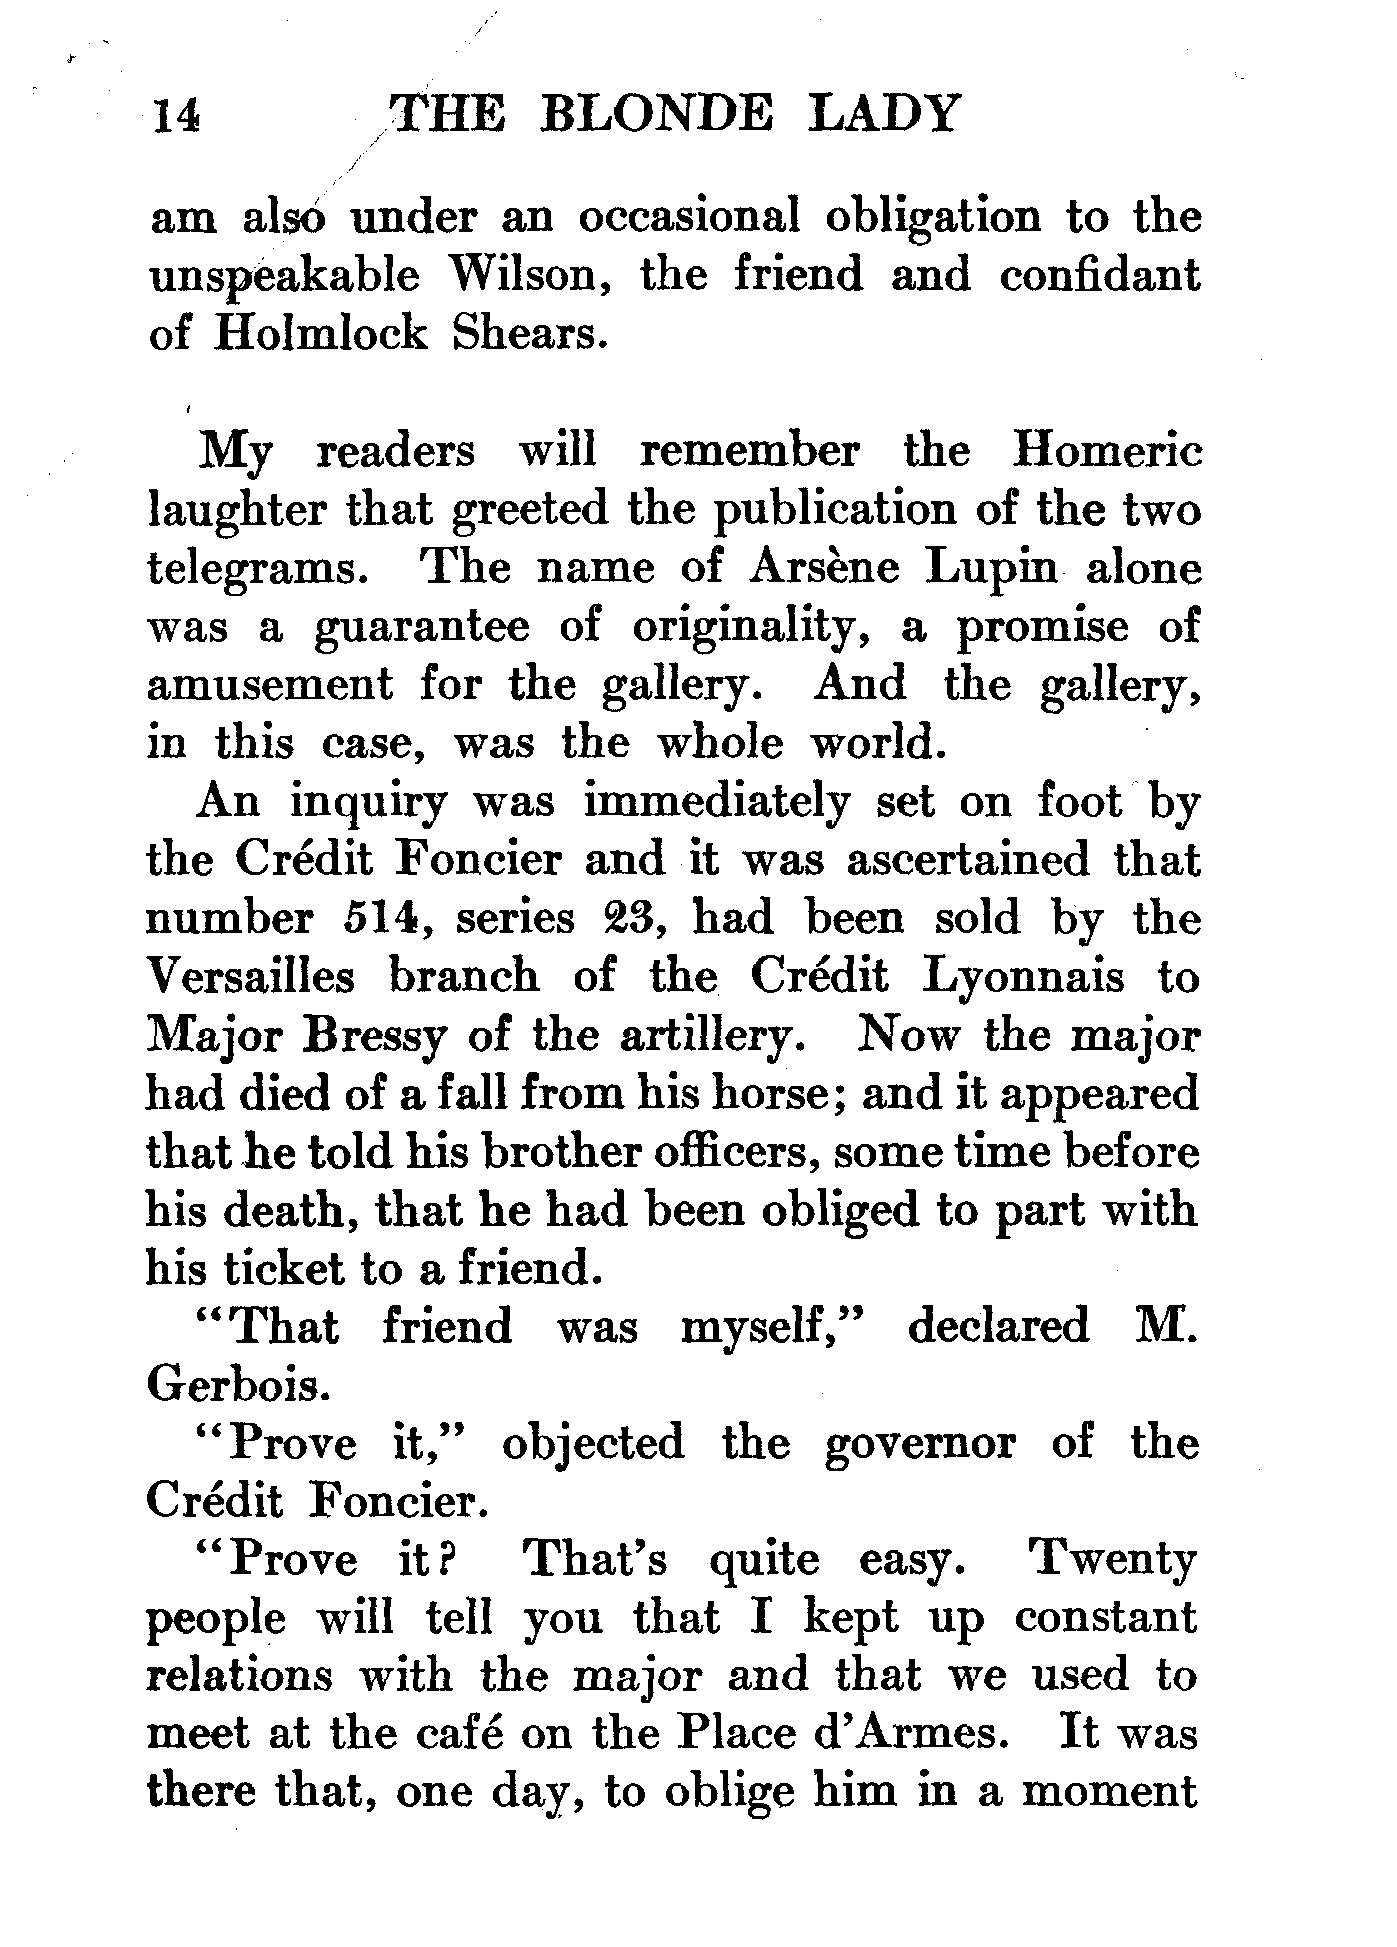 14 THE BLONDE LADY
am also under an occasional obligation to the
unspeakable Wilson, the friend and confidant
of Holmlock Shears.
My readers will remember the Homeric
laughter that greeted the publication of the two
telegrams. The name of Arsène Lupin alone
was a guarantee of originality, a promise of
amusement for the gallery. And the gallery,
in this case, was the whole world.
An inquiry was immediately set on foot by
the Crédit Foncier and it was ascertained that
number 514, series 23, had been sold by the
Versailles branch of the Crédit Lyonnais to
Major Bressy of the artillery. Now the major
had died of a fall from his horse; and it appeared
that he told his brother officers, some time before
his death, that he had been obliged to part with
his ticket to a friend.
“That friend was myself,” declared M.
Gerbois.
“Prove it,” objected the governor of the
Crédit Foncier.
“Prove it? That’s quite easy. Twenty
people will tell you that I kept up constant
relations with the major and that we used to
meet at the café on the Place d’Armes. It was
there that, one day, to oblige him in a moment